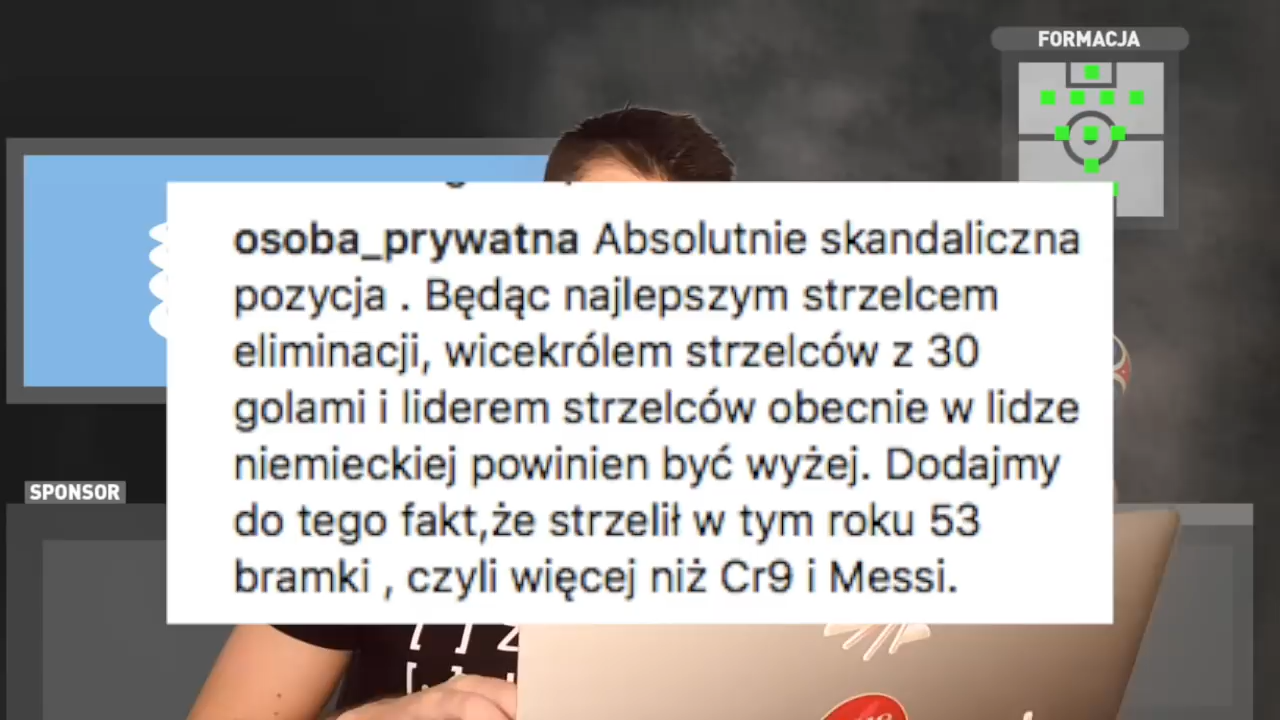 FORMACJA
osoba_prywatna Absolutnie skandaliczna
pozycja . Będąc najlepszym strzelcem
eliminacji, wicekrólem strzelców z 30
golami i liderem strzelców obecnie w lidze
niemieckiej powinien być wyżej. Dodajmy
do tego fakt,że strzelił w tym roku 53
bramki , czyli więcej niż Cr9 i Messi.
SPONSOR